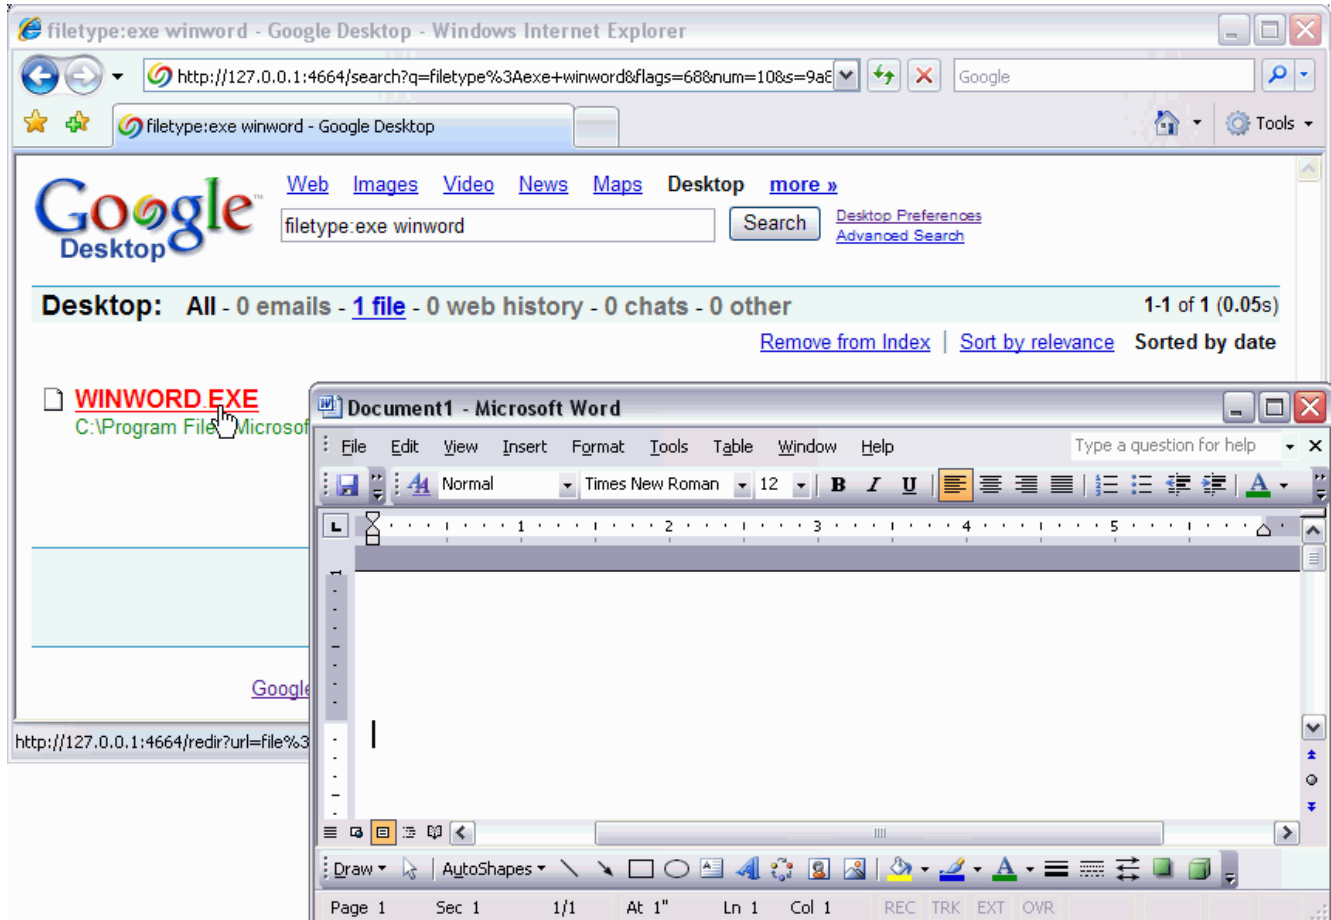 filetype:exe winword - Google Desktop - Windows Internet Explorer
http://127.0.0.1:4664/search?q=filetype%3Aexe+winword&flags=68&num=10&s=9a8
Google
filetype:exe winword - Google Desktop
Tools
Google™ Desktop
Web Images Video News Maps Desktop more »
filetype:exe winword
Search
Desktop Preferences
Advanced Search
Desktop: All - 0 emails - 1 file - 0 web history - 0 chats - 0 other
1-1 of 1 (0.05s)
Remove from Index | Sort by relevance Sorted by date
WINWORD.EXE
C:\Program File Microsof
Google
http://127.0.0.1:4664/redir?url=file%3
Document1 - Microsoft Word
File Edit View Insert Format Tools Table Window Help
Type a question for help
Normal Times New Roman 12 B I U A
L 1 2 3 4 5
1
Draw AutoShapes A
Page 1 Sec 1 1/1 At 1" Ln 1 Col 1 REC TRK EXT OVR